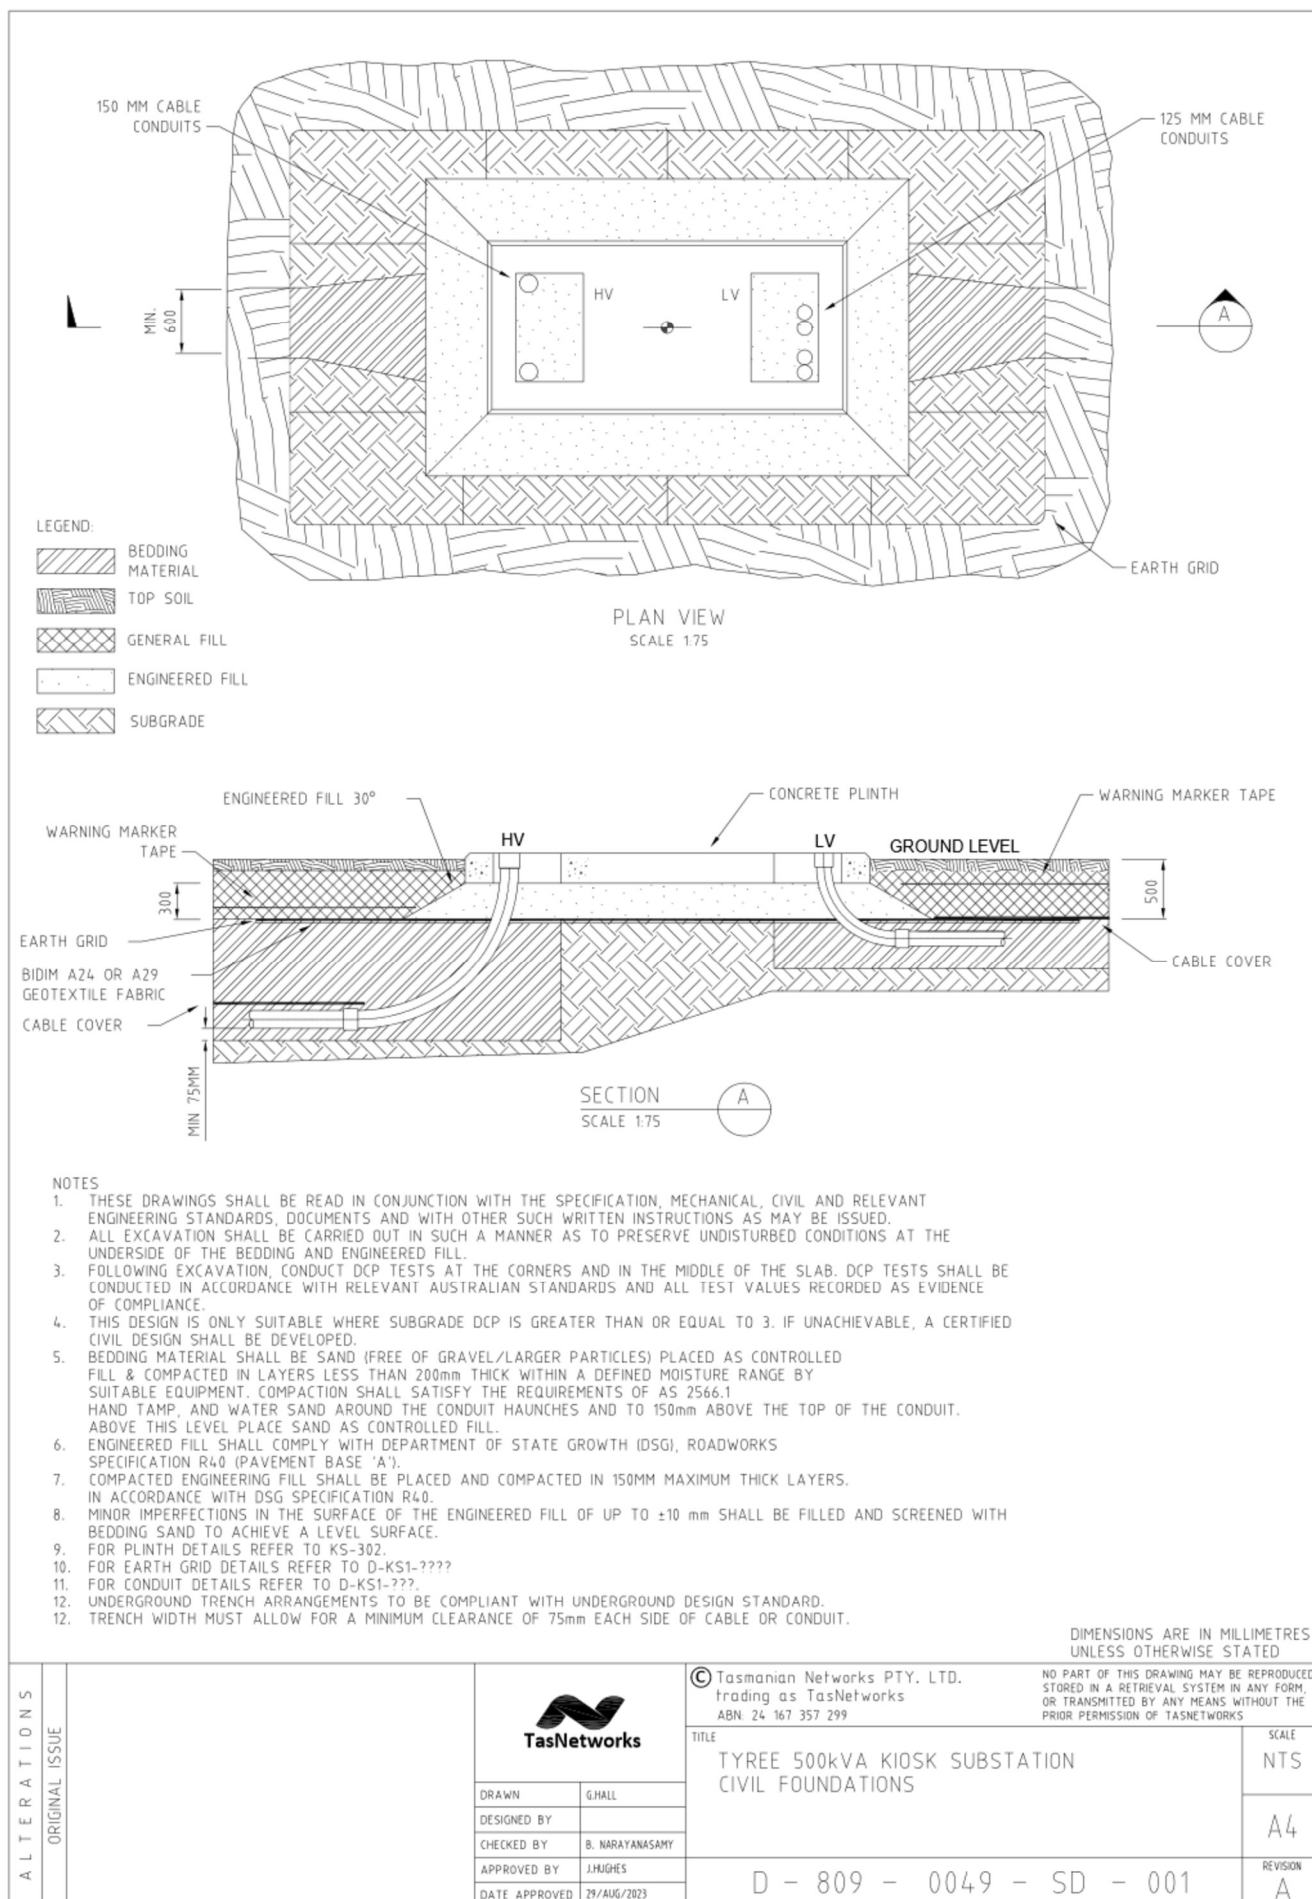 150 MM CABLE
CONDUITS
125 MM CABLE
CONDUITS
HV
LV
MIN.
600
A
EARTH GRID
PLAN VIEW
SCALE 1:75
LEGEND:
BEDDING
MATERIAL
TOP SOIL
GENERAL FILL
ENGINEERED FILL
SUBGRADE
ENGINEERED FILL 30°
CONCRETE PLINTH
WARNING MARKER TAPE
WARNING MARKER
TAPE
HV
LV
GROUND LEVEL
300
500
EARTH GRID
BIDIM A24 OR A29
GEOTEXTILE FABRIC
CABLE COVER
CABLE COVER
MIN 75MM
SECTION
SCALE 1:75
A
NOTES
1. THESE DRAWINGS SHALL BE READ IN CONJUNCTION WITH THE SPECIFICATION, MECHANICAL, CIVIL AND RELEVANT
ENGINEERING STANDARDS, DOCUMENTS AND WITH OTHER SUCH WRITTEN INSTRUCTIONS AS MAY BE ISSUED.
2. ALL EXCAVATION SHALL BE CARRIED OUT IN SUCH A MANNER AS TO PRESERVE UNDISTURBED CONDITIONS AT THE
UNDERSIDE OF THE BEDDING AND ENGINEERED FILL.
3. FOLLOWING EXCAVATION, CONDUCT DCP TESTS AT THE CORNERS AND IN THE MIDDLE OF THE SLAB. DCP TESTS SHALL BE
CONDUCTED IN ACCORDANCE WITH RELEVANT AUSTRALIAN STANDARDS AND ALL TEST VALUES RECORDED AS EVIDENCE
OF COMPLIANCE.
4. THIS DESIGN IS ONLY SUITABLE WHERE SUBGRADE DCP IS GREATER THAN OR EQUAL TO 3. IF UNACHIEVABLE, A CERTIFIED
CIVIL DESIGN SHALL BE DEVELOPED.
5. BEDDING MATERIAL SHALL BE SAND (FREE OF GRAVEL/LARGER PARTICLES) PLACED AS CONTROLLED
FILL & COMPACTED IN LAYERS LESS THAN 200mm THICK WITHIN A DEFINED MOISTURE RANGE BY
SUITABLE EQUIPMENT. COMPACTION SHALL SATISFY THE REQUIREMENTS OF AS 2566.1
HAND TAMP, AND WATER SAND AROUND THE CONDUIT HAUNCHES AND TO 150mm ABOVE THE TOP OF THE CONDUIT.
ABOVE THIS LEVEL PLACE SAND AS CONTROLLED FILL.
6. ENGINEERED FILL SHALL COMPLY WITH DEPARTMENT OF STATE GROWTH (DSG), ROADWORKS
SPECIFICATION R40 (PAVEMENT BASE 'A').
7. COMPACTED ENGINEERING FILL SHALL BE PLACED AND COMPACTED IN 150MM MAXIMUM THICK LAYERS.
IN ACCORDANCE WITH DSG SPECIFICATION R40.
8. MINOR IMPERFECTIONS IN THE SURFACE OF THE ENGINEERED FILL OF UP TO ±10 mm SHALL BE FILLED AND SCREENED WITH
BEDDING SAND TO ACHIEVE A LEVEL SURFACE.
9. FOR PLINTH DETAILS REFER TO KS-302.
10. FOR EARTH GRID DETAILS REFER TO D-KS1-????
11. FOR CONDUIT DETAILS REFER TO D-KS1-???.
12. UNDERGROUND TRENCH ARRANGEMENTS TO BE COMPLIANT WITH UNDERGROUND DESIGN STANDARD.
12. TRENCH WIDTH MUST ALLOW FOR A MINIMUM CLEARANCE OF 75mm EACH SIDE OF CABLE OR CONDUIT.
DIMENSIONS ARE IN MILLIMETRES
UNLESS OTHERWISE STATED
ALTERATIONS
ORIGINAL ISSUE
TasNetworks
© Tasmanian Networks PTY. LTD.
trading as TasNetworks
ABN: 24 167 357 299
NO PART OF THIS DRAWING MAY BE REPRODUCED
STORED IN A RETRIEVAL SYSTEM IN ANY FORM,
OR TRANSMITTED BY ANY MEANS WITHOUT THE
PRIOR PERMISSION OF TASNETWORKS
TITLE
TYREE 500kVA KIOSK SUBSTATION
CIVIL FOUNDATIONS
SCALE
NTS
A4
DRAWN G.HALL
DESIGNED BY
CHECKED BY B. NARAYANASAMY
APPROVED BY J.HUGHES
DATE APPROVED 29/AUG/2023
D - 809 - 0049 - SD - 001
REVISION
A